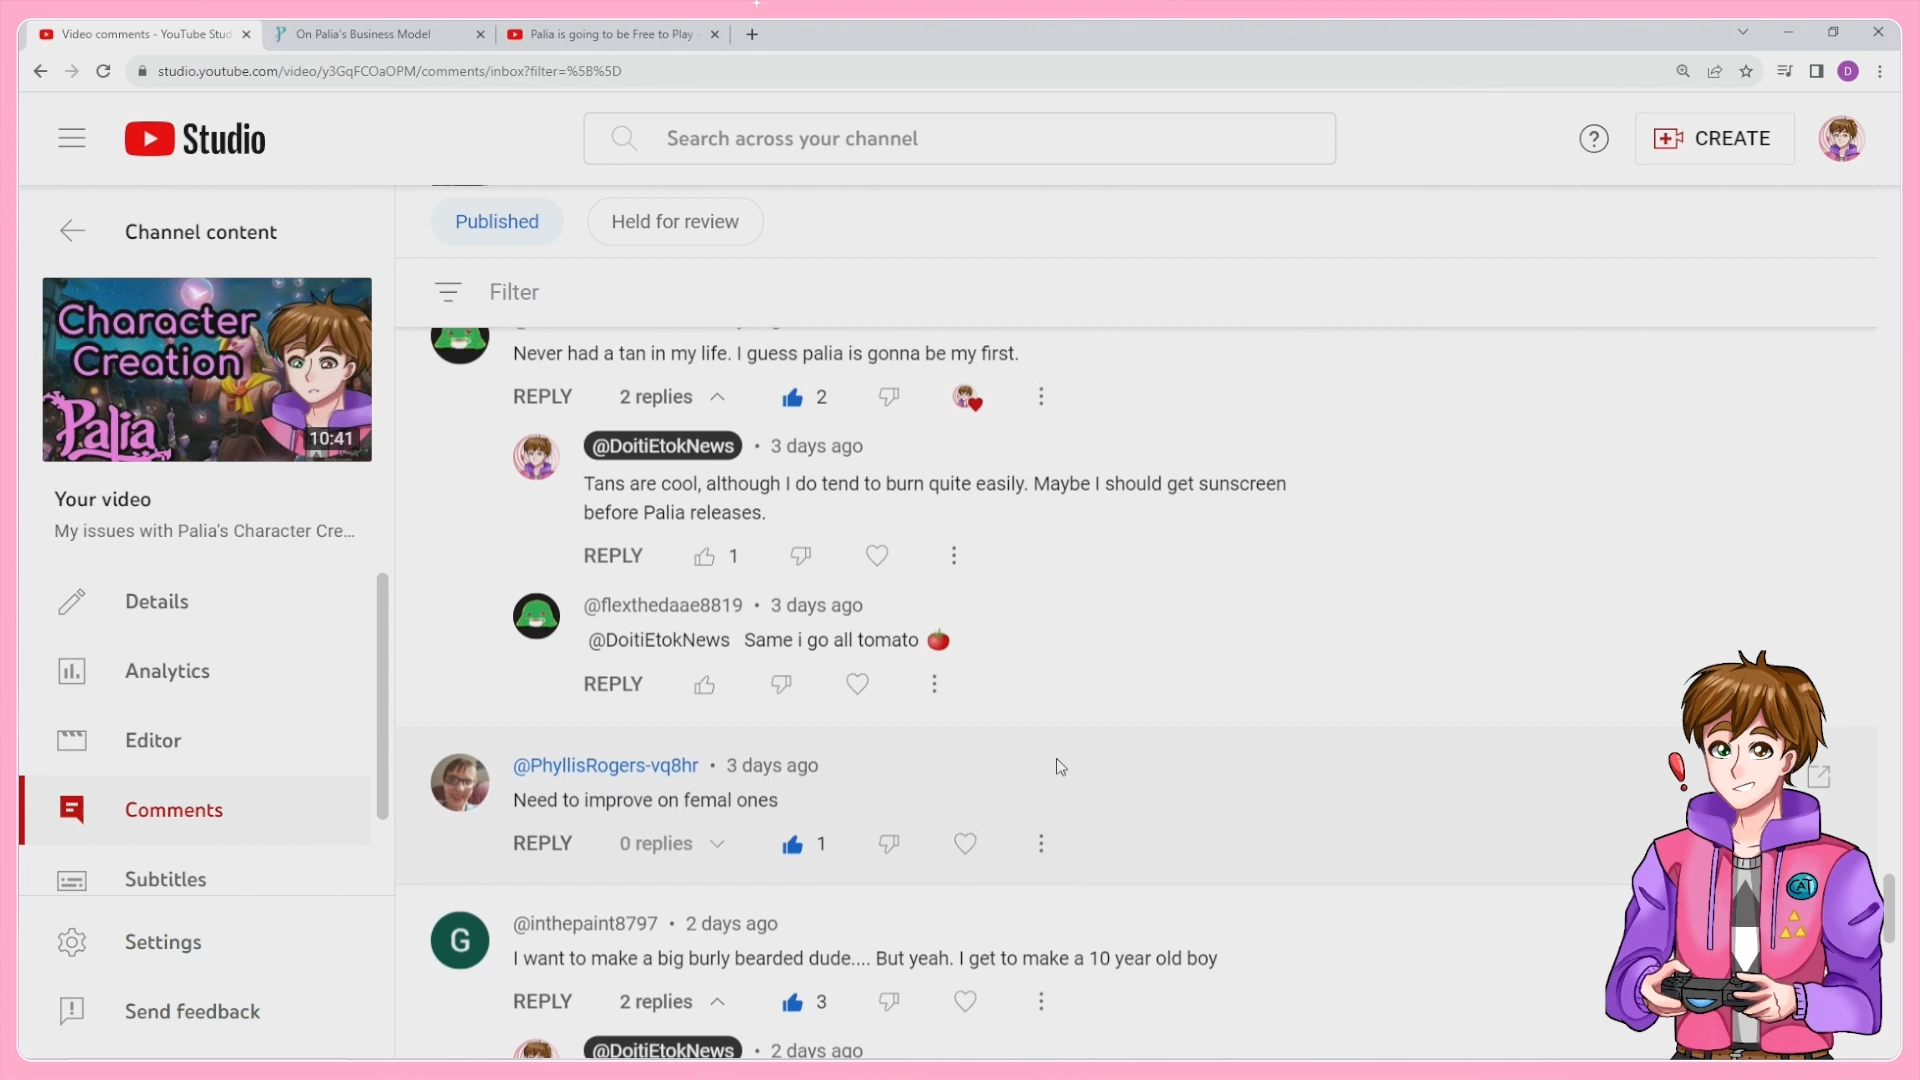 Video comments - YouTube Stud
On Palia's Business Model
Palia is going to be Free to Play -
studio.youtube.com/video/y3GqFCOaOPM/comments/inbox?filter=%5B%5D
D
Studio
Search across your channel
CREATE
Channel content
Published
Held for review
Filter
Character
Creation
Palia
10:41
Your video
My issues with Palia's Character Cre...
Details
Analytics
Editor
Comments
Subtitles
Settings
Send feedback
Never had a tan in my life. I guess palia is gonna be my first.
REPLY 2 replies 2
@DoitiEtokNews • 3 days ago
Tans are cool, although I do tend to burn quite easily. Maybe I should get sunscreen
before Palia releases.
REPLY 1
@flexthedaae8819 • 3 days ago
@DoitiEtokNews Same i go all tomato 🍅
REPLY
@PhyllisRogers-vq8hr • 3 days ago
Need to improve on femal ones
REPLY 0 replies 1
G
@inthepaint8797 • 2 days ago
I want to make a big burly bearded dude.... But yeah. I get to make a 10 year old boy
REPLY 2 replies 3
@DoitiEtokNews • 2 days ago
CAT